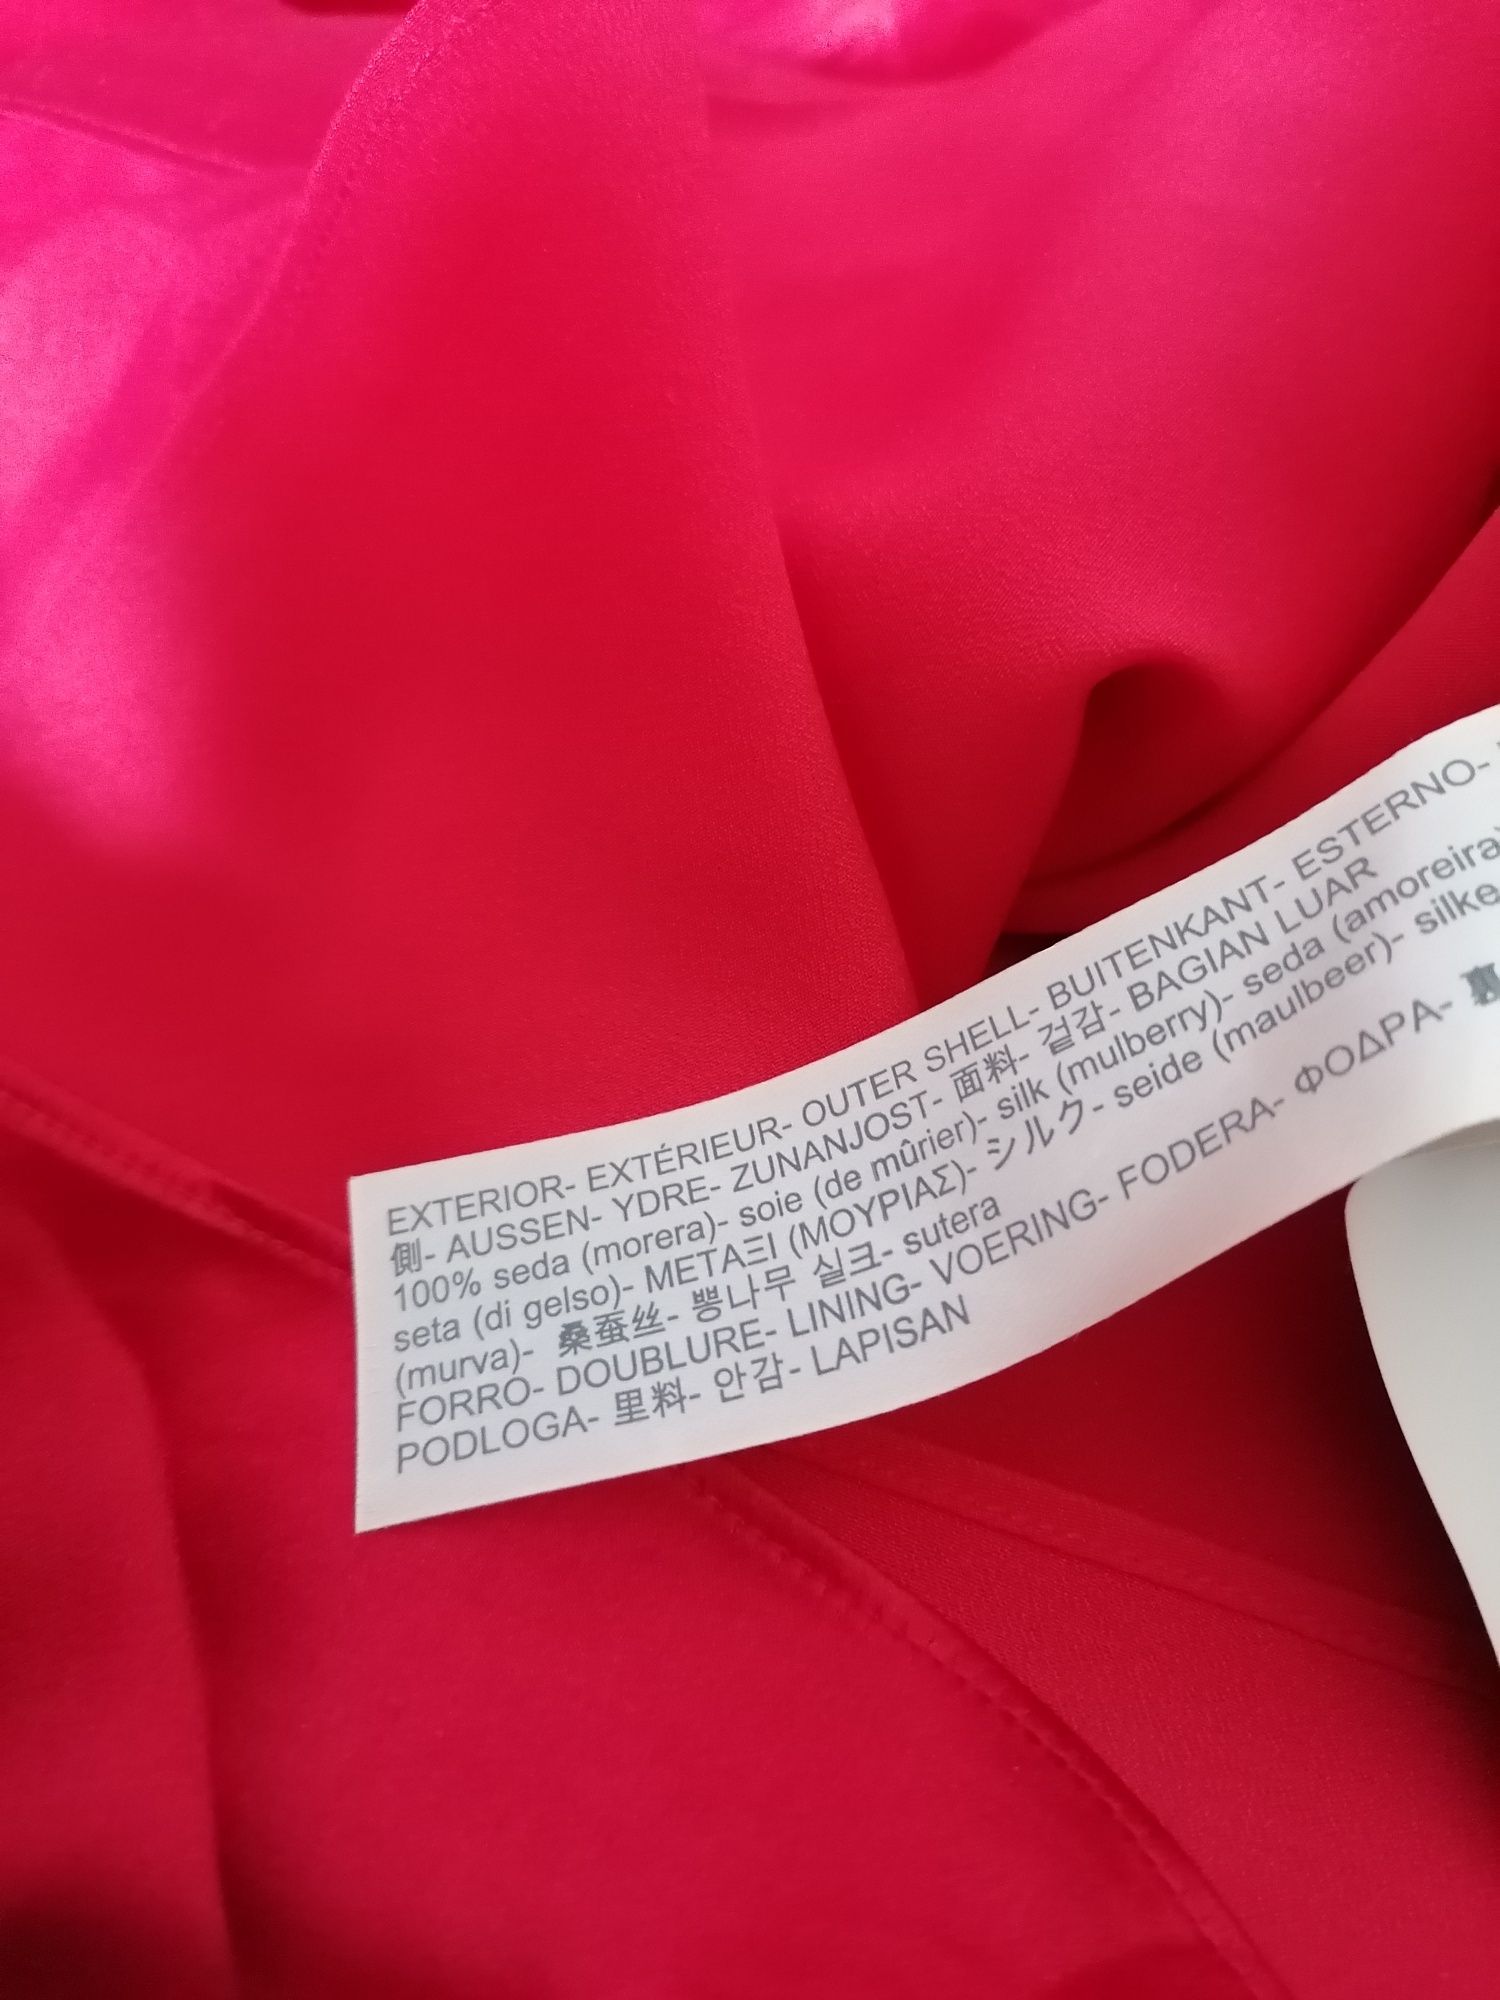 EXTERIOR- EXTÉRIEUR- OUTER SHELL- BUITENKANT- ESTERNO-
側- AUSSEN- YDRE- ZUNANJOST- 面料- 겉감- BAGIAN LUAR
100% seda (morera)- soie (de mûrier)- silk (mulberry)- seda (amoreira)
seta (di gelso)- ΜΕΤΑΞΙ (ΜΟΥΡΙΑΣ)- シルク- seide (maulbeer)- silke
(murva)- 桑蚕丝- 뽕나무 실크- sutera
FORRO- DOUBLURE- LINING- VOERING- FODERA- ΦΟΔΡΑ- 裏
PODLOGA- 里料- 안감- LAPISAN